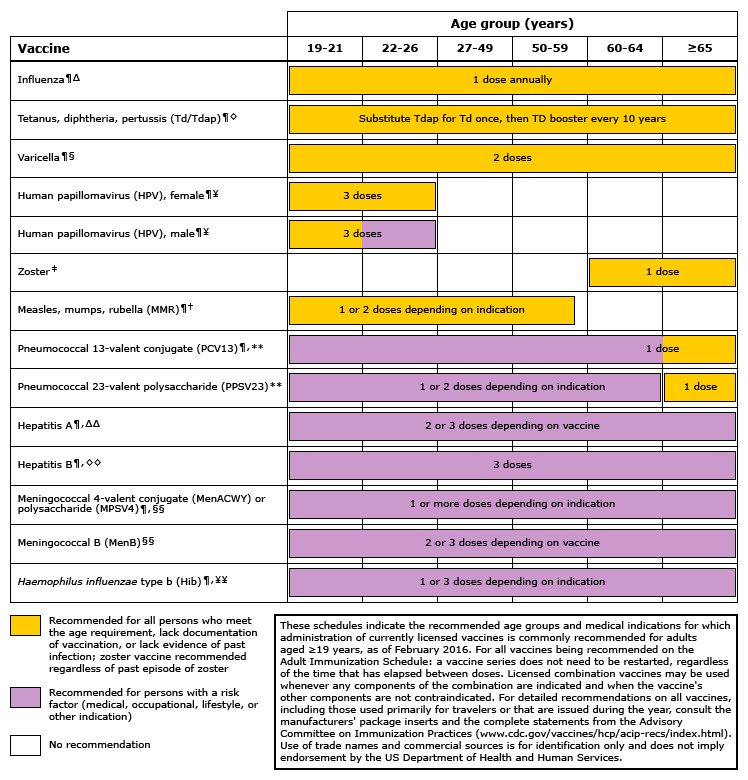 Age group (years)
Vaccine 19-21 22-26 27-49 50-59 60-64 ≥65
Influenza¶Δ 1 dose annually
Tetanus, diphtheria, pertussis (Td/Tdap)¶◊ Substitute Tdap for Td once, then TD booster every 10 years
Varicella¶§ 2 doses
Human papillomavirus (HPV), female¶¥ 3 doses
Human papillomavirus (HPV), male¶¥ 3 doses
Zoster‡ 1 dose
Measles, mumps, rubella (MMR)¶† 1 or 2 doses depending on indication
Pneumococcal 13-valent conjugate (PCV13)¶,** 1 dose
Pneumococcal 23-valent polysaccharide (PPSV23)** 1 or 2 doses depending on indication 1 dose
Hepatitis A¶,ΔΔ 2 or 3 doses depending on vaccine
Hepatitis B¶,◊◊ 3 doses
Meningococcal 4-valent conjugate (MenACWY) or
polysaccharide (MPSV4)¶,§§ 1 or more doses depending on indication
Meningococcal B (MenB)§§ 2 or 3 doses depending on vaccine
Haemophilus influenzae type b (Hib)¶,¥¥ 1 or 3 doses depending on indication
Recommended for all persons who meet
the age requirement, lack documentation
of vaccination, or lack evidence of past
infection; zoster vaccine recommended
regardless of past episode of zoster
Recommended for persons with a risk
factor (medical, occupational, lifestyle, or
other indication)
No recommendation
These schedules indicate the recommended age groups and medical indications for which
administration of currently licensed vaccines is commonly recommended for adults
aged ≥19 years, as of February 2016. For all vaccines being recommended on the
Adult Immunization Schedule: a vaccine series does not need to be restarted, regardless
of the time that has elapsed between doses. Licensed combination vaccines may be used
whenever any components of the combination are indicated and when the vaccine's
other components are not contraindicated. For detailed recommendations on all vaccines,
including those used primarily for travelers or that are issued during the year, consult the
manufacturers' package inserts and the complete statements from the Advisory
Committee on Immunization Practices (www.cdc.gov/vaccines/hcp/acip-recs/index.html).
Use of trade names and commercial sources is for identification only and does not imply
endorsement by the US Department of Health and Human Services.